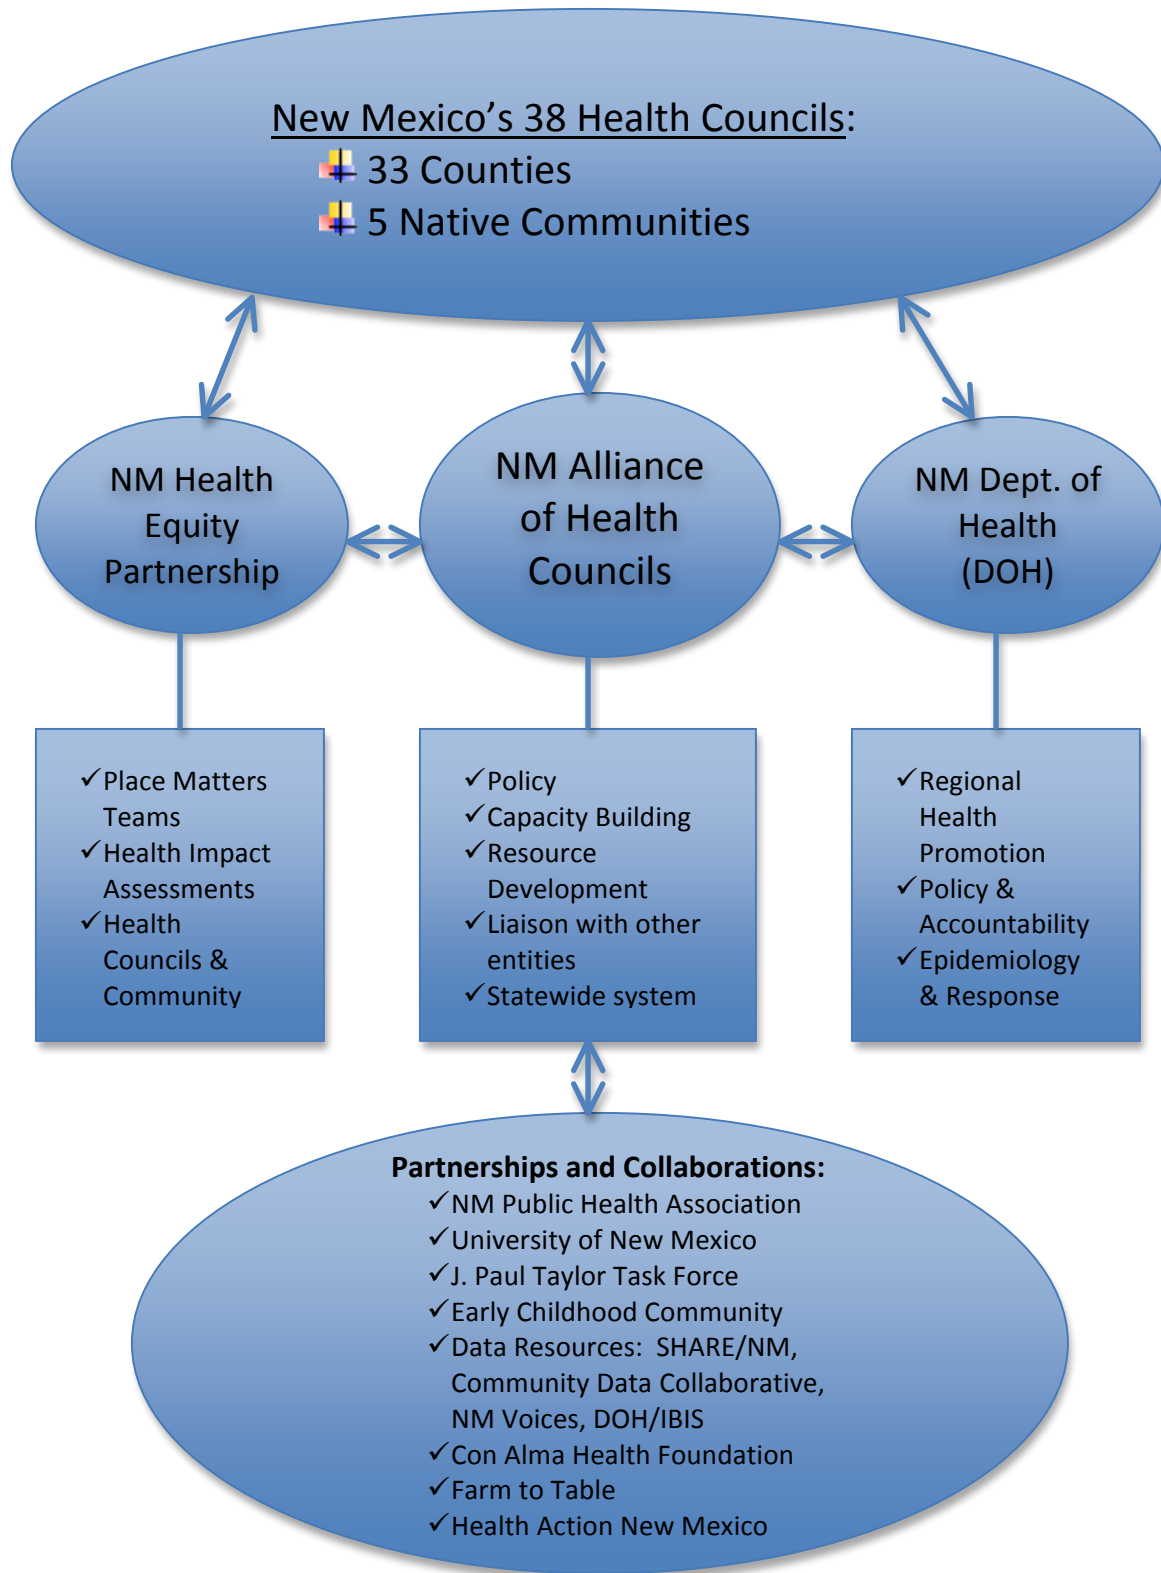 New Mexico’s 38 Health Councils:
33 Counties
5 Native Communities
NM Health
Equity
Partnership
NM Alliance
of Health
Councils
NM Dept. of
Health
(DOH)
✓Place Matters
Teams
✓Health Impact
Assessments
✓Health
Councils &
Community
✓Policy
✓Capacity Building
✓Resource
Development
✓Liaison with other
entities
✓Statewide system
✓Regional
Health
Promotion
✓Policy &
Accountability
✓Epidemiology
& Response
Partnerships and Collaborations:
✓NM Public Health Association
✓University of New Mexico
✓J. Paul Taylor Task Force
✓Early Childhood Community
✓Data Resources:  SHARE/NM,
Community Data Collaborative,
NM Voices, DOH/IBIS
✓Con Alma Health Foundation
✓Farm to Table
✓Health Action New Mexico